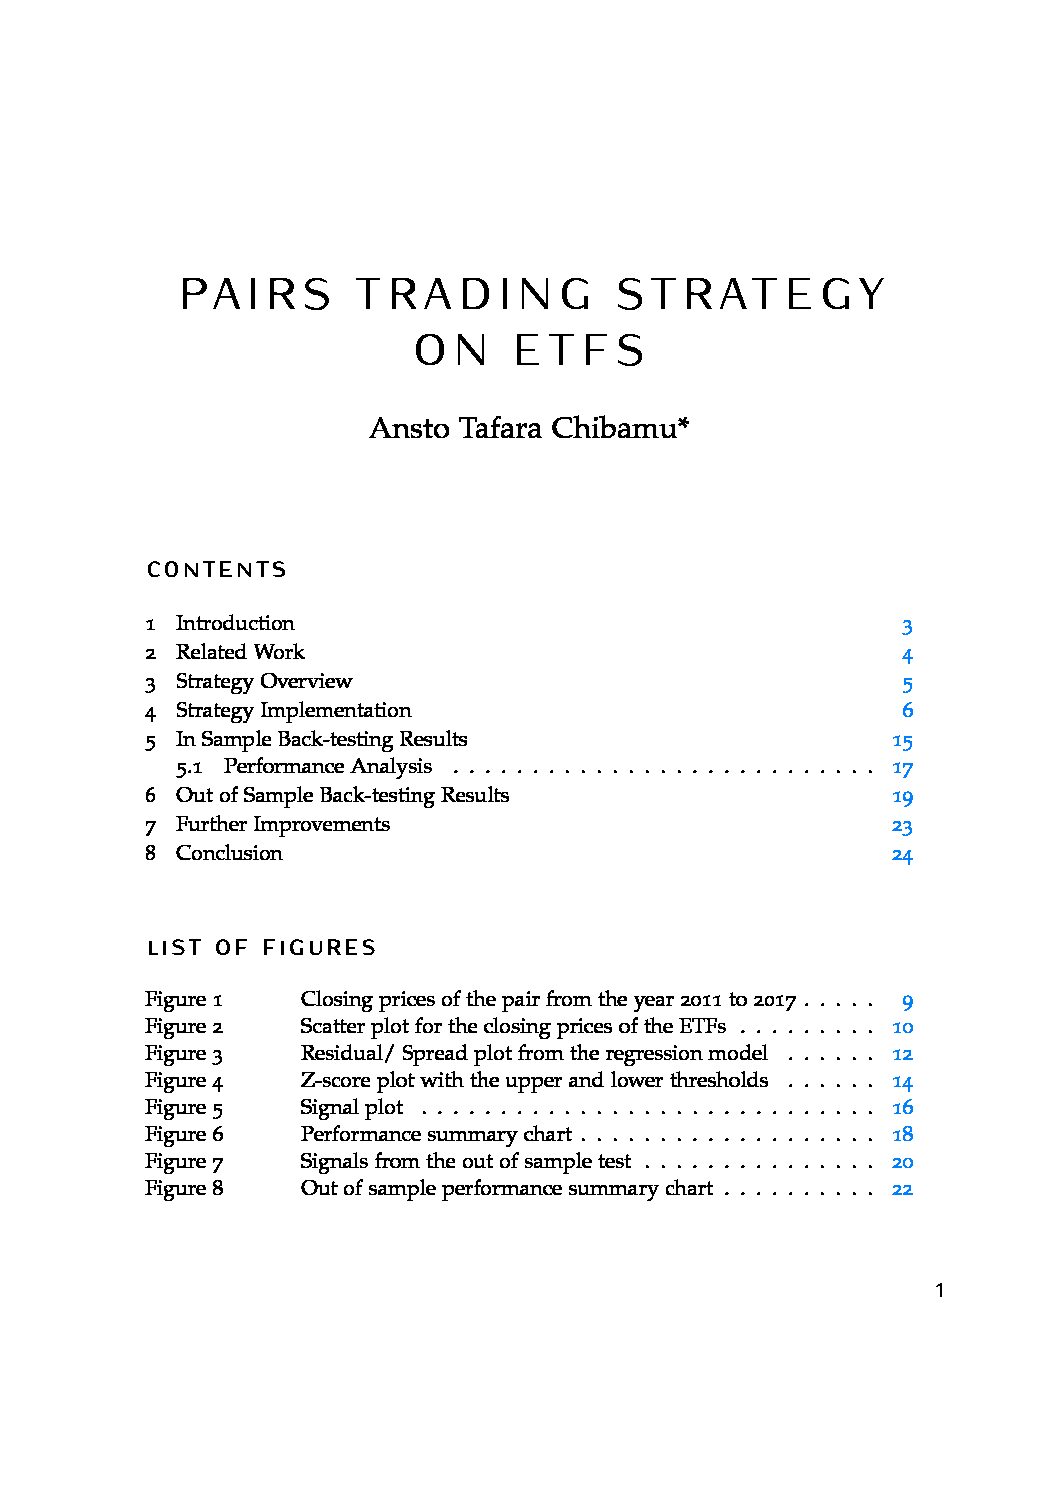 PAIRS TRADING STRATEGY
ON ETFS
Ansto Tafara Chibamu*
CONTENTS
1 Introduction 3
2 Related Work 4
3 Strategy Overview 5
4 Strategy Implementation 6
5 In Sample Back-testing Results 15
5.1 Performance Analysis . . . . . . . . . . . . . . . . . . . . . . . . . . . 17
6 Out of Sample Back-testing Results 19
7 Further Improvements 23
8 Conclusion 24
LIST OF FIGURES
Figure 1 Closing prices of the pair from the year 2011 to 2017 . . . . . 9
Figure 2 Scatter plot for the closing prices of the ETFs . . . . . . . . . 10
Figure 3 Residual/ Spread plot from the regression model . . . . . . 12
Figure 4 Z-score plot with the upper and lower thresholds . . . . . . 14
Figure 5 Signal plot . . . . . . . . . . . . . . . . . . . . . . . . . . . . . 16
Figure 6 Performance summary chart . . . . . . . . . . . . . . . . . . . 18
Figure 7 Signals from the out of sample test . . . . . . . . . . . . . . . 20
Figure 8 Out of sample performance summary chart . . . . . . . . . . 22
1